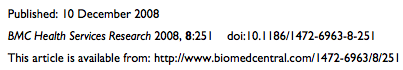 Published: 10 December 2008
BMC Health Services Research 2008, 8:251 doi:10.1186/1472-6963-8-251
This article is available from: http://www.biomedcentral.com/1472-6963/8/251